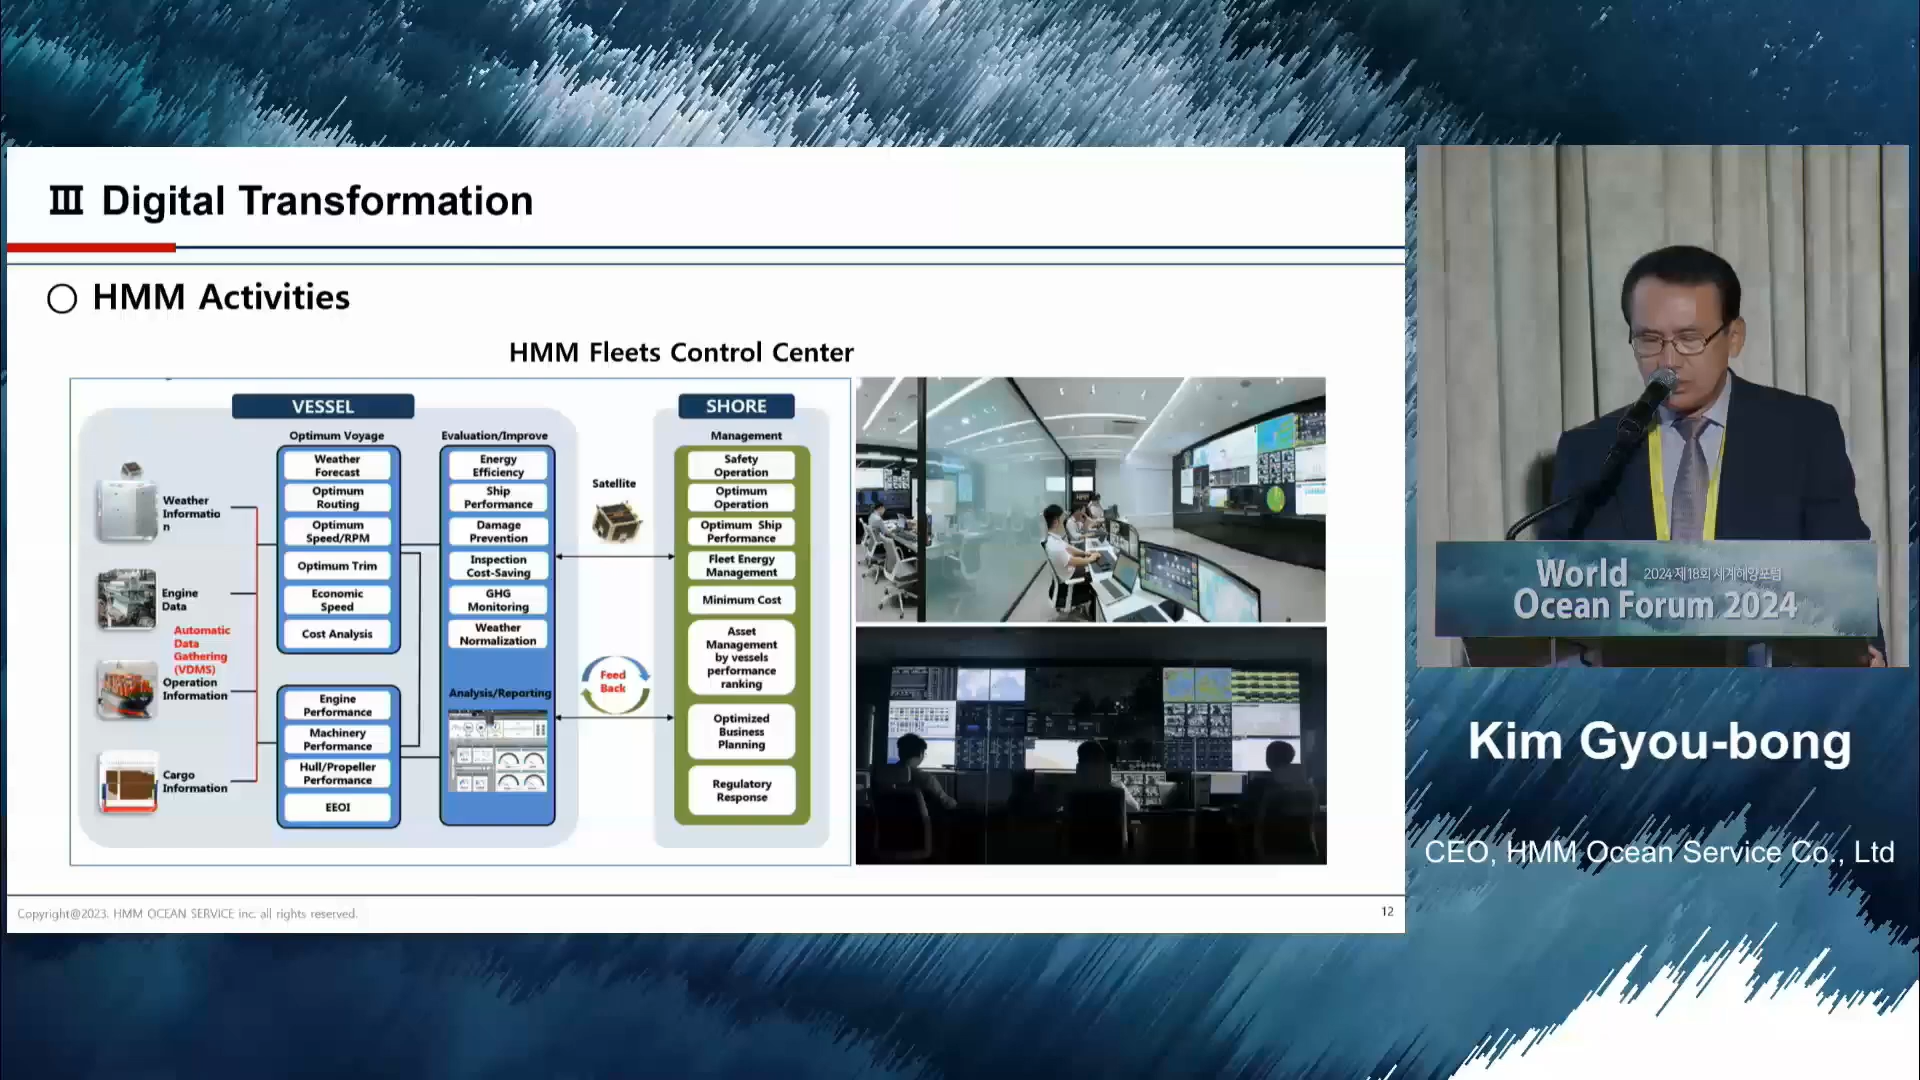 Ⅲ Digital Transformation
○ HMM Activities
HMM Fleets Control Center
VESSEL
Optimum Voyage
Evaluation/Improve
Weather
Informatio
n
Engine
Data
Automatic
Data
Gathering
(VDMS)
Operation
Information
Cargo
Information
Weather
Forecast
Optimum
Routing
Optimum
Speed/RPM
Optimum Trim
Economic
Speed
Cost Analysis
Engine
Performance
Machinery
Performance
Hull/Propeller
Performance
EEOI
Energy
Efficiency
Ship
Performance
Damage
Prevention
Inspection
Cost-Saving
GHG
Monitoring
Weather
Normalization
Analysis/Reporting
Satellite
Feed
Back
SHORE
Management
Safety
Operation
Optimum
Operation
Optimum Ship
Performance
Fleet Energy
Management
Minimum Cost
Asset
Management
by vessels
performance
ranking
Optimized
Business
Planning
Regulatory
Response
Copyright@2023. HMM OCEAN SERVICE inc. all rights reserved.
12
World 2024 제18회 세계해양포럼
Ocean Forum 2024
Kim Gyou-bong
CEO, HMM Ocean Service Co., Ltd